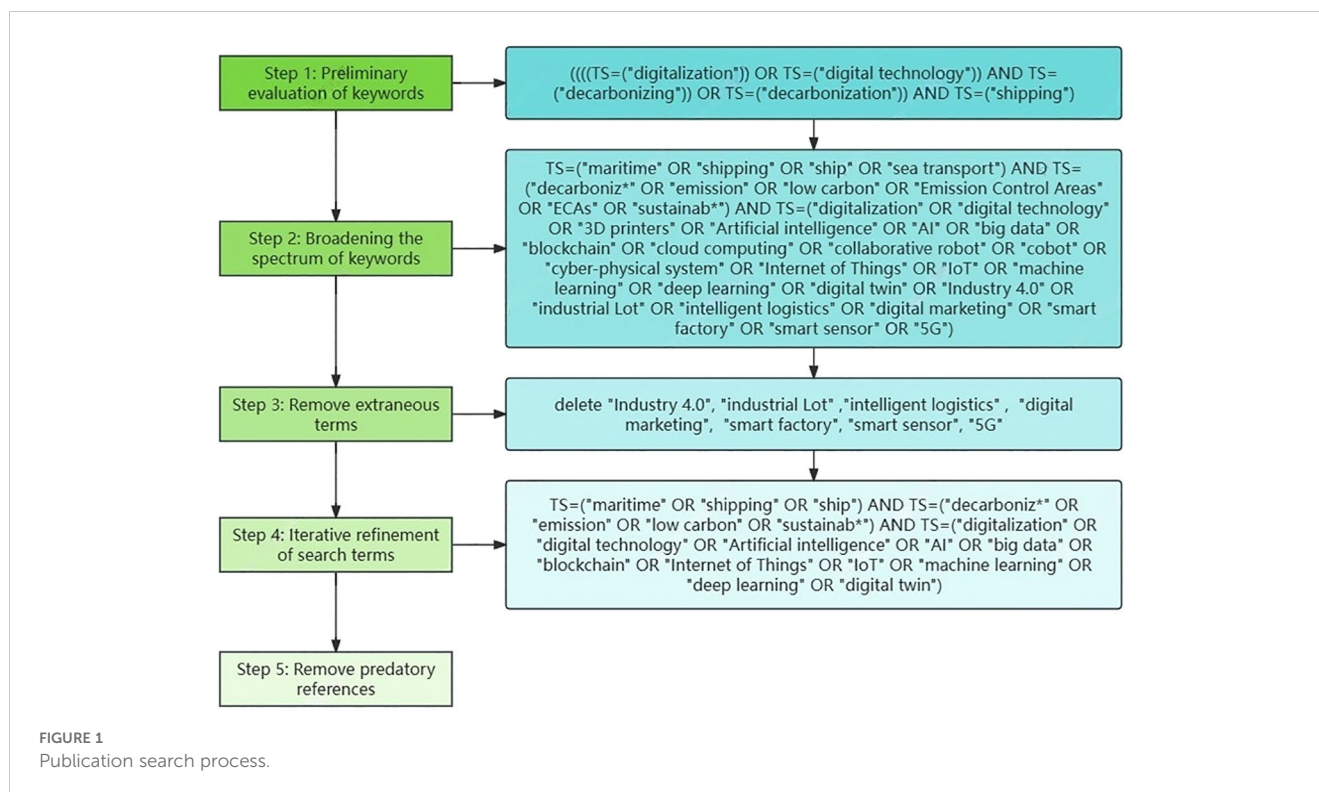 Step 1: Preliminary
evaluation of keywords
((((TS=("digitalization")) OR TS=("digital technology")) AND TS=
("decarbonizing")) OR TS=("decarbonization")) AND TS=("shipping")
Step 2: Broadening the
spectrum of keywords
TS=("maritime" OR "shipping" OR "ship" OR "sea transport") AND TS=
("decarboniz*" OR "emission" OR "low carbon" OR "Emission Control Areas"
OR "ECAs" OR "sustainab*") AND TS=("digitalization" OR "digital technology"
OR "3D printers" OR "Artificial intelligence" OR "AI" OR "big data" OR
"blockchain" OR "cloud computing" OR "collaborative robot" OR "cobot" OR
"cyber-physical system" OR "Internet of Things" OR "IoT" OR "machine
learning" OR "deep learning" OR "digital twin" OR "Industry 4.0" OR
"industrial Lot" OR "intelligent logistics" OR "digital marketing" OR "smart
factory" OR "smart sensor" OR "5G")
Step 3: Remove extraneous
terms
delete "Industry 4.0", "industrial Lot" ,"intelligent logistics" , "digital
marketing", "smart factory", "smart sensor", "5G"
Step 4: Iterative refinement
of search terms
TS=("maritime" OR "shipping" OR "ship") AND TS=("decarboniz*" OR
"emission" OR "low carbon" OR "sustainab*") AND TS=("digitalization" OR
"digital technology" OR "Artificial intelligence" OR "AI" OR "big data" OR
"blockchain" OR "Internet of Things" OR "IoT" OR "machine learning" OR
"deep learning" OR "digital twin")
Step 5: Remove predatory
references
FIGURE 1
Publication search process.